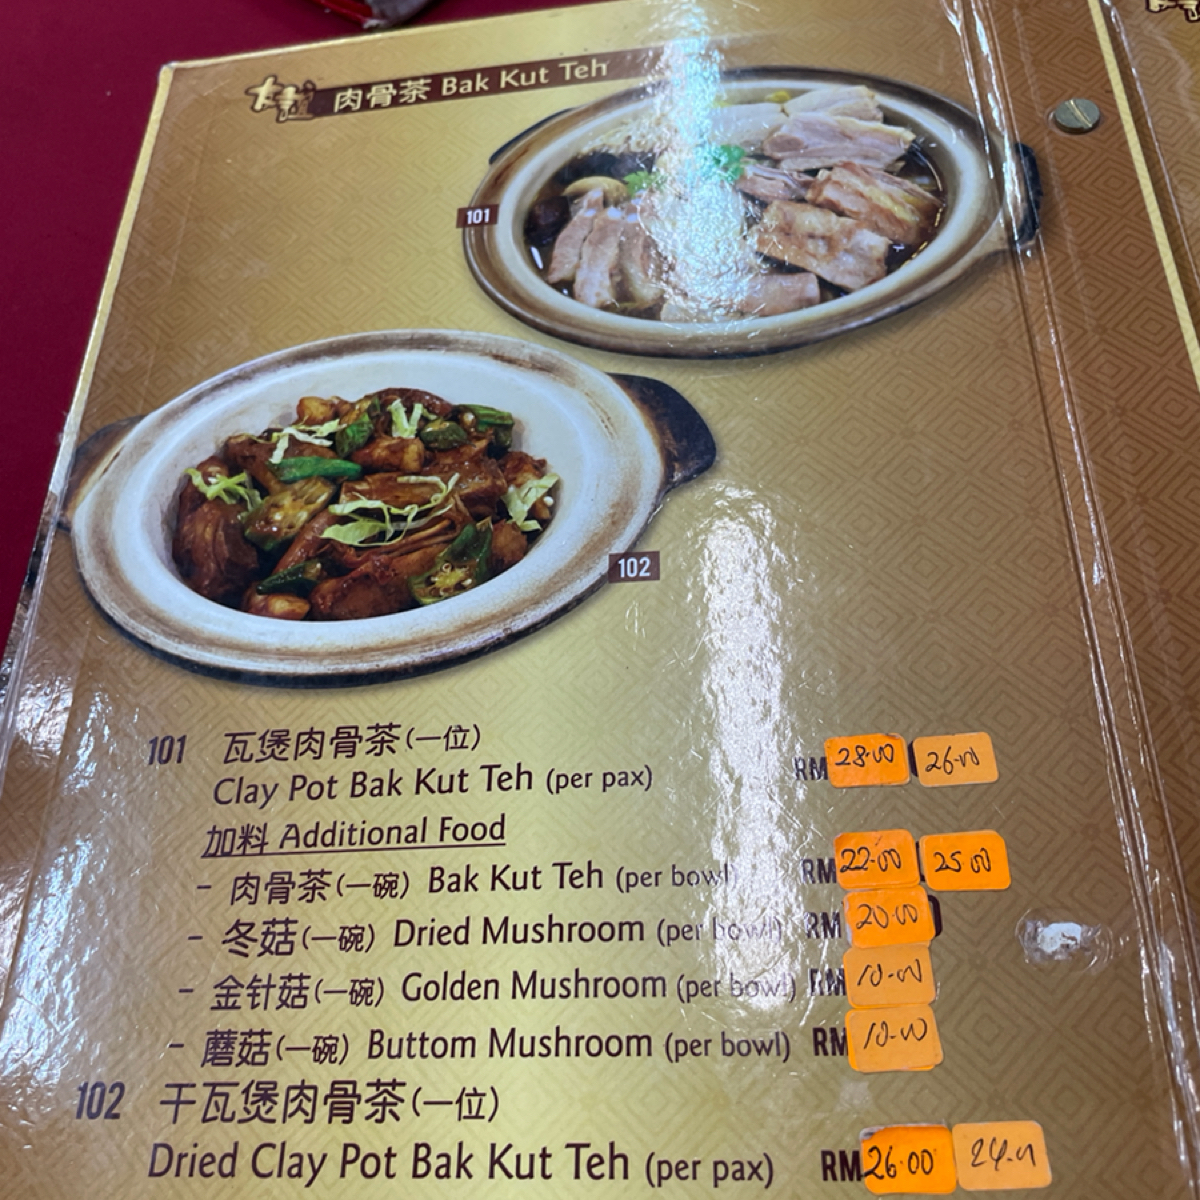 肉骨茶 Bak Kut Teh
101
102
101 瓦煲肉骨茶(一位)
Clay Pot Bak Kut Teh (per pax) RM 28.00 26.00
加料 Additional Food
- 肉骨茶(一碗) Bak Kut Teh (per bowl) RM 22.00 25.00
- 冬菇(一碗) Dried Mushroom (per bowl) RM 20.00
- 金针菇(一碗) Golden Mushroom (per bowl) RM 10.00
- 蘑菇(一碗) Buttom Mushroom (per bowl) RM 10.00
102 干瓦煲肉骨茶(一位)
Dried Clay Pot Bak Kut Teh (per pax) RM 26.00